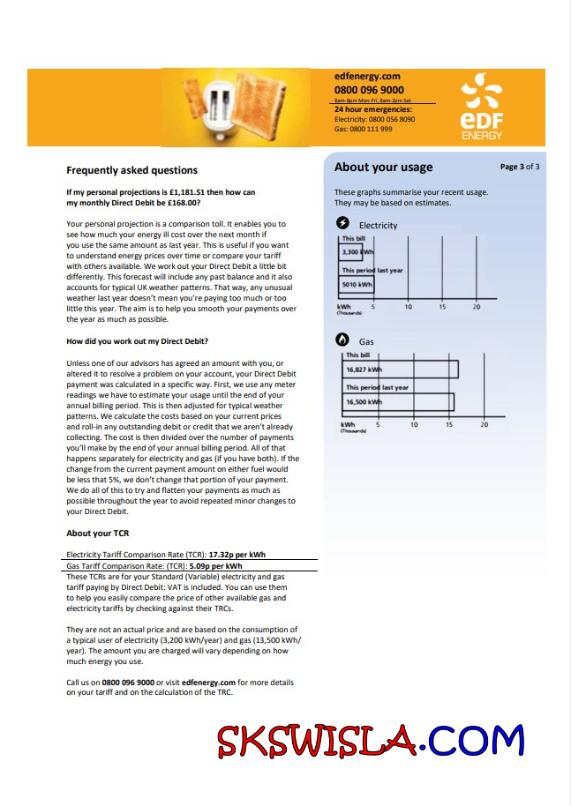 edfenergy.com
0800 096 9000
8am-8pm Mon-Fri, 8am-2pm Sat
24 hour emergencies:
Electricity: 0800 056 8090
Gas: 0800 111 999
eDF
ENERGY
Frequently asked questions
If my personal projections is £1,181.51 then how can
my monthly Direct Debit be £168.00?
Your personal projection is a comparison toll. It enables you to
see how much your energy ill cost over the next month if
you use the same amount as last year. This is useful if you want
to understand energy prices over time or compare your tariff
with others available. We work out your Direct Debit a little bit
differently. This forecast will include any past balance and it also
accounts for typical UK weather patterns. That way, any unusual
weather last year doesn't mean you're paying too much or too
little this year. The aim is to help you smooth your payments over
the year as much as possible.
How did you work out my Direct Debit?
Unless one of our advisors has agreed an amount with you, or
altered it to resolve a problem on your account, your Direct Debit
payment was calculated in a specific way. First, we use any meter
readings we have to estimate your usage until the end of your
annual billing period. This is then adjusted for typical weather
patterns. We calculate the costs based on your current prices
and roll-in any outstanding debit or credit that we aren't already
collecting. The cost is then divided over the number of payments
you'll make by the end of your annual billing period. All of that
happens separately for electricity and gas (if you have both). If the
change from the current payment amount on either fuel would
be less that 5%, we don't change that portion of your payment.
We do all of this to try and flatten your payments as much as
possible throughout the year to avoid repeated minor changes to
your Direct Debit.
About your TCR
Electricity Tariff Comparison Rate (TCR): 17.32p per kWh
Gas Tariff Comparison Rate: (TCR): 5.09p per kWh
These TCRs are for your Standard (Variable) electricity and gas
tariff paying by Direct Debit: VAT is included. You can use them
to help you easily compare the price of other available gas and
electricity tariffs by checking against their TRCs.
They are not an actual price and are based on the consumption of
a typical user of electricity (3,200 kWh/year) and gas (13,500 kWh/
year). The amount you are charged will vary depending on how
much energy you use.
Call us on 0800 096 9000 or visit edfenergy.com for more details
on your tariff and on the calculation of the TRC.
About your usage
Page 3 of 3
These graphs summarise your recent usage.
They may be based on estimates.
Electricity
This bill
3,300 kWh
This period last year
5010 kWh
kWh 5 10 15 20
(Thousands)
Gas
This bill
16,827 kWh
This period last year
16,500 kWh
kWh 5 10 15 20
(Thousands)
SKSWISLA.COM